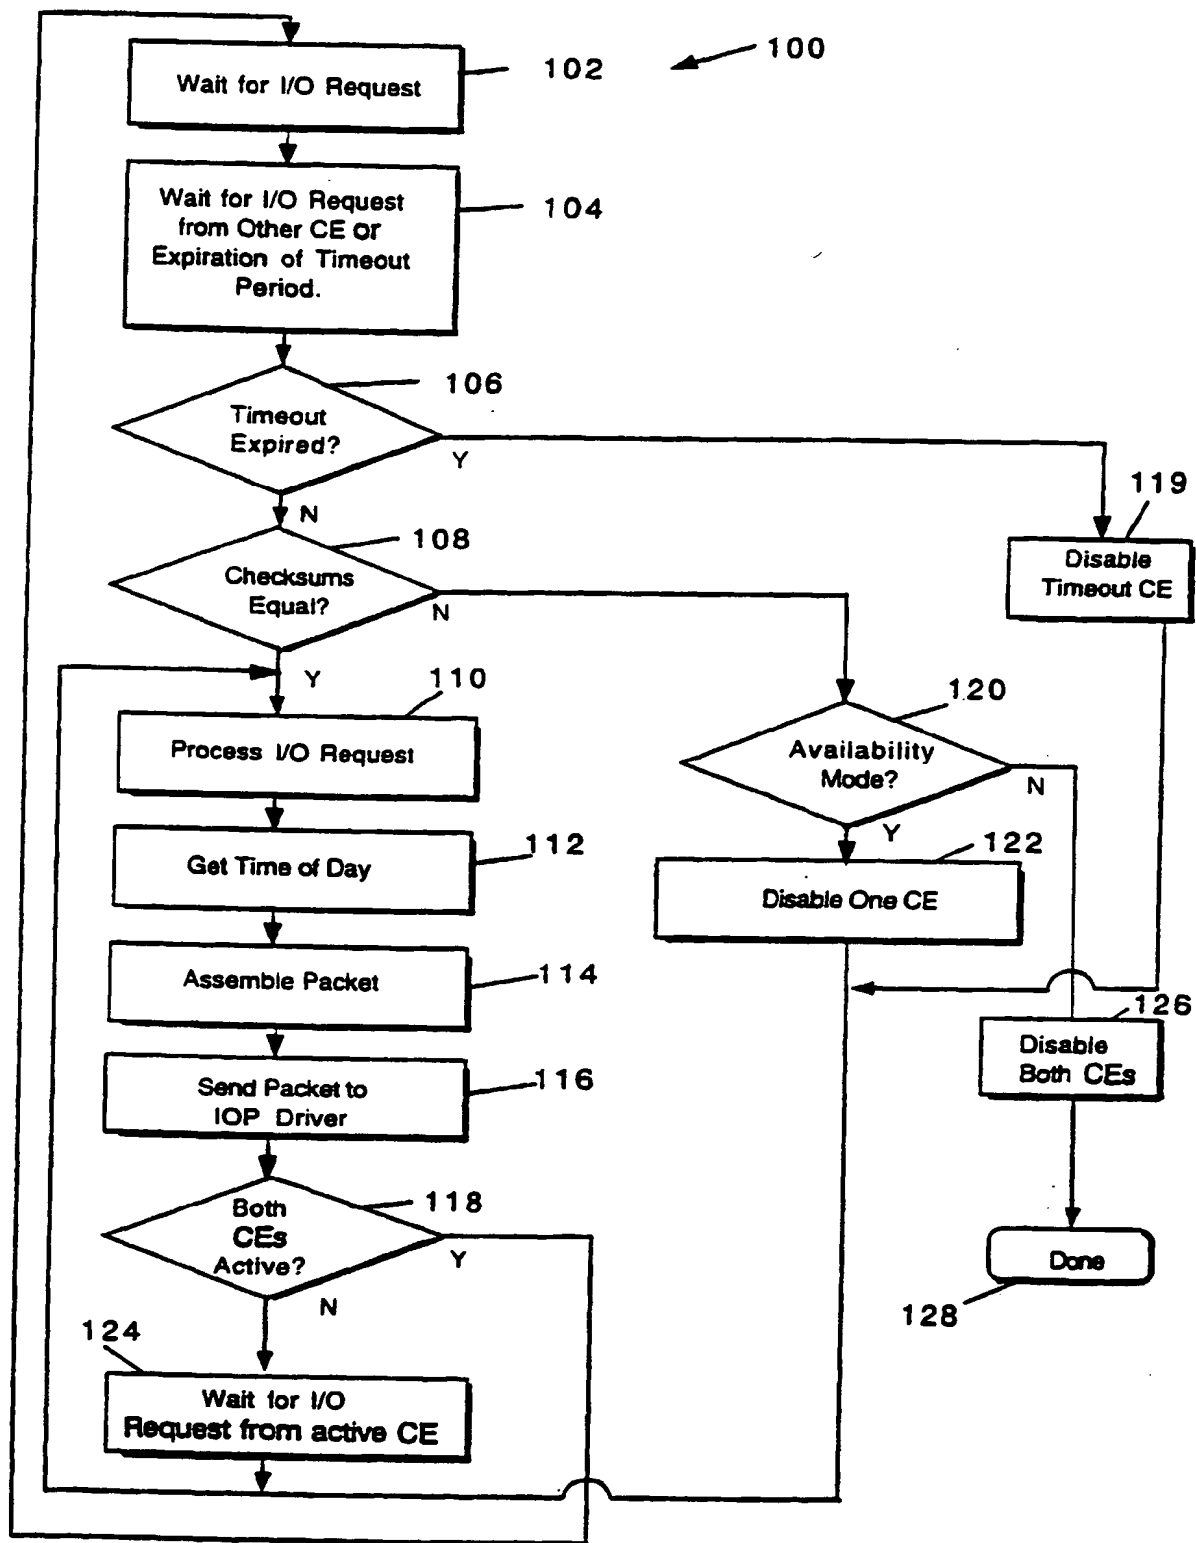 100
Wait for I/O Request
102
Wait for I/O Request
from Other CE or
Expiration of Timeout
Period.
104
106
Timeout
Expired?
Y
N
119
Disable
Timeout CE
108
Checksums
Equal?
N
Y
110
Process I/O Request
120
Availability
Mode?
N
Y
112
Get Time of Day
122
Disable One CE
Assemble Packet
114
126
Disable
Both CEs
Send Packet to
IOP Driver
116
118
Both
CEs
Active?
Y
N
Done
128
124
Wait for I/O
Request from active CE